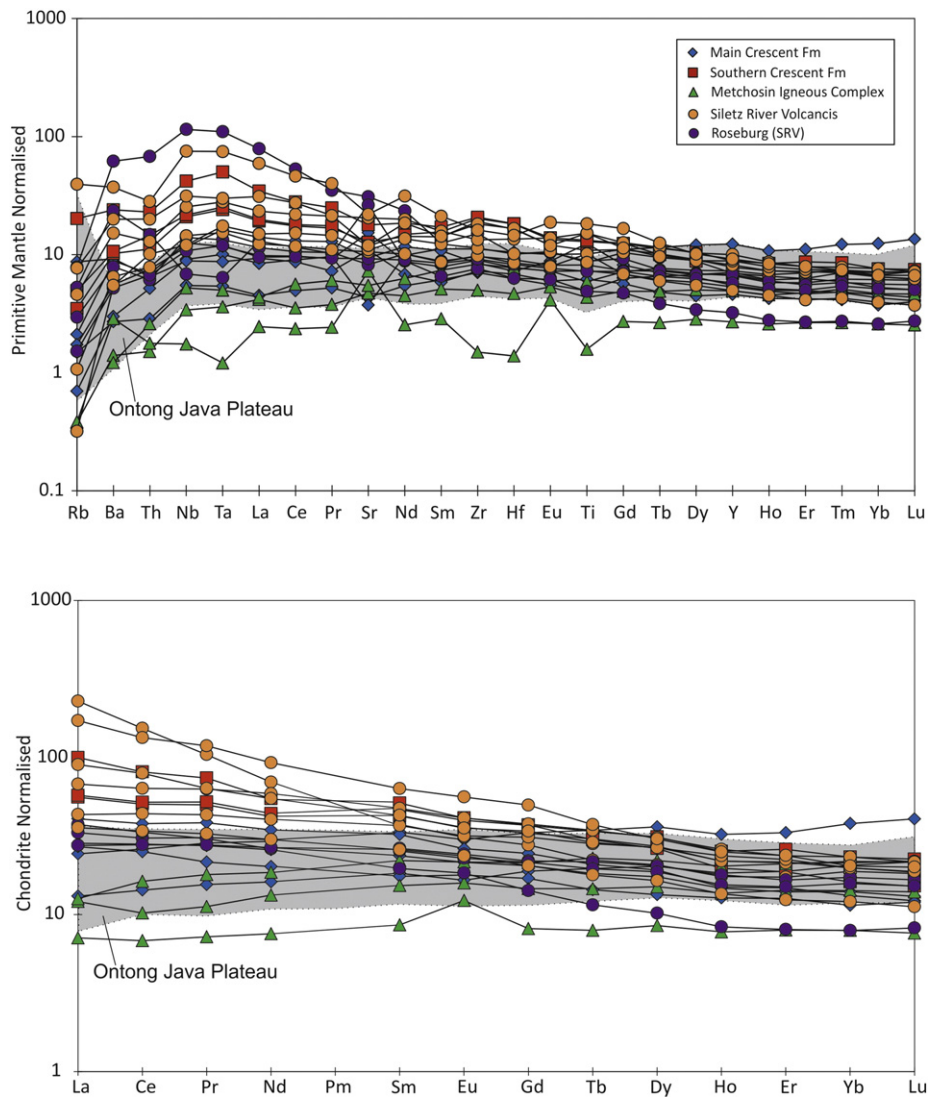 1000
100
10
1
0.1
Primitive Mantle Normalised
Main Crescent Fm
Southern Crescent Fm
Metchosin Igneous Complex
Siletz River Volcancis
Roseburg (SRV)
Ontong Java Plateau
Rb Ba Th Nb Ta La Ce Pr Sr Nd Sm Zr Hf Eu Ti Gd Tb Dy Y Ho Er Tm Yb Lu
1000
100
10
1
Chondrite Normalised
Ontong Java Plateau
La Ce Pr Nd Pm Sm Eu Gd Tb Dy Ho Er Yb Lu